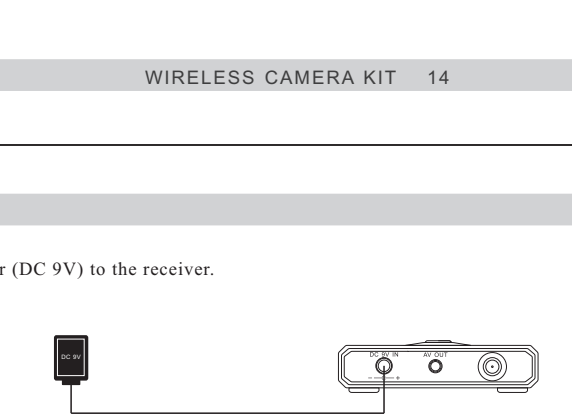 WIRELESS CAMERA KIT 14
r (DC 9V) to the receiver.
DC 9V
DC 9V IN AV OUT
- +